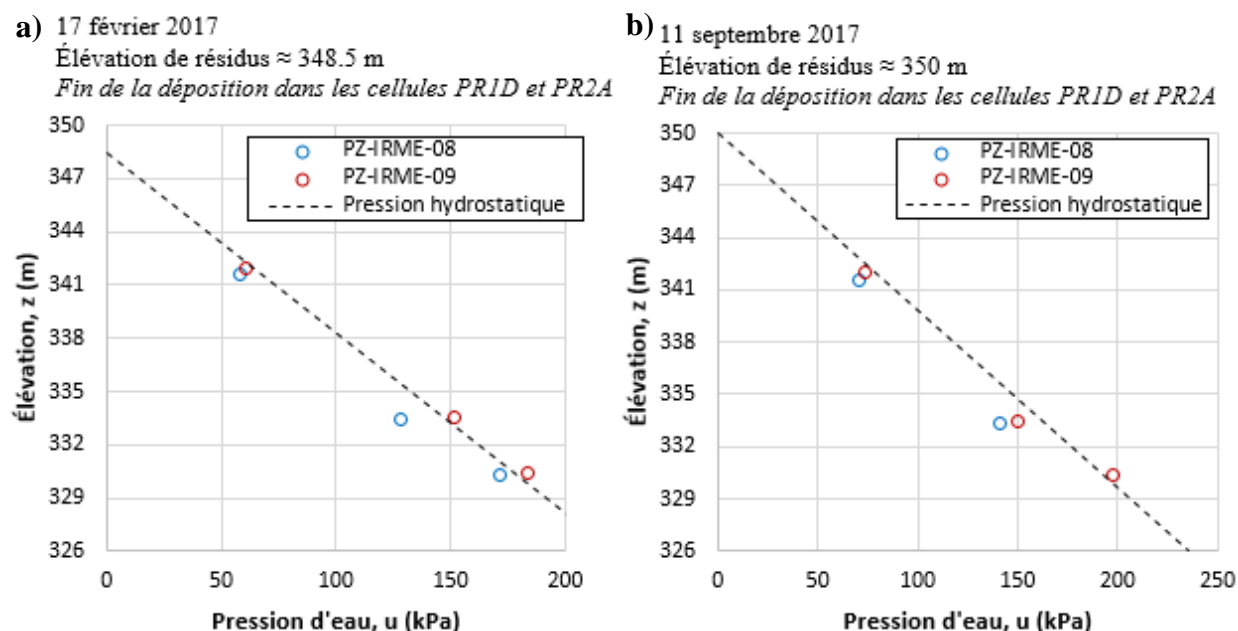 a) 17 février 2017
Élévation de résidus ≈ 348.5 m
Fin de la déposition dans les cellules PR1D et PR2A
350
347
344
341
338
335
332
329
326
Élévation, z (m)
PZ-IRME-08
PZ-IRME-09
Pression hydrostatique
0
50
100
150
200
Pression d'eau, u (kPa)
b) 11 septembre 2017
Élévation de résidus ≈ 350 m
Fin de la déposition dans les cellules PR1D et PR2A
350
347
344
341
338
335
332
329
326
Élévation, z (m)
PZ-IRME-08
PZ-IRME-09
Pression hydrostatique
0
50
100
150
200
250
Pression d'eau, u (kPa)